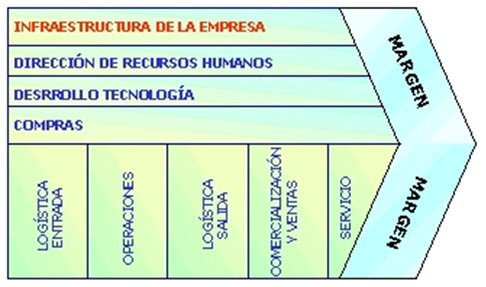 INFRAESTRUCTURA DE LA EMPRESA
DIRECCIÓN DE RECURSOS HUMANOS
DESRROLLO TECNOLOGÍA
COMPRAS
MARGEN
LOGÍSTICA
ENTRADA
OPERACIONES
LOGÍSTICA
SALIDA
COMERCIALIZACIÓN
Y VENTAS
SERVICIO
MARGEN